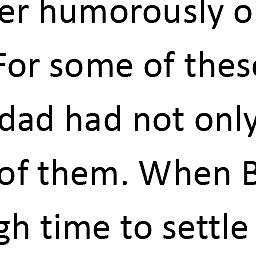 er humorously o
For some of these
dad had not only
of them. When B
gh time to settle